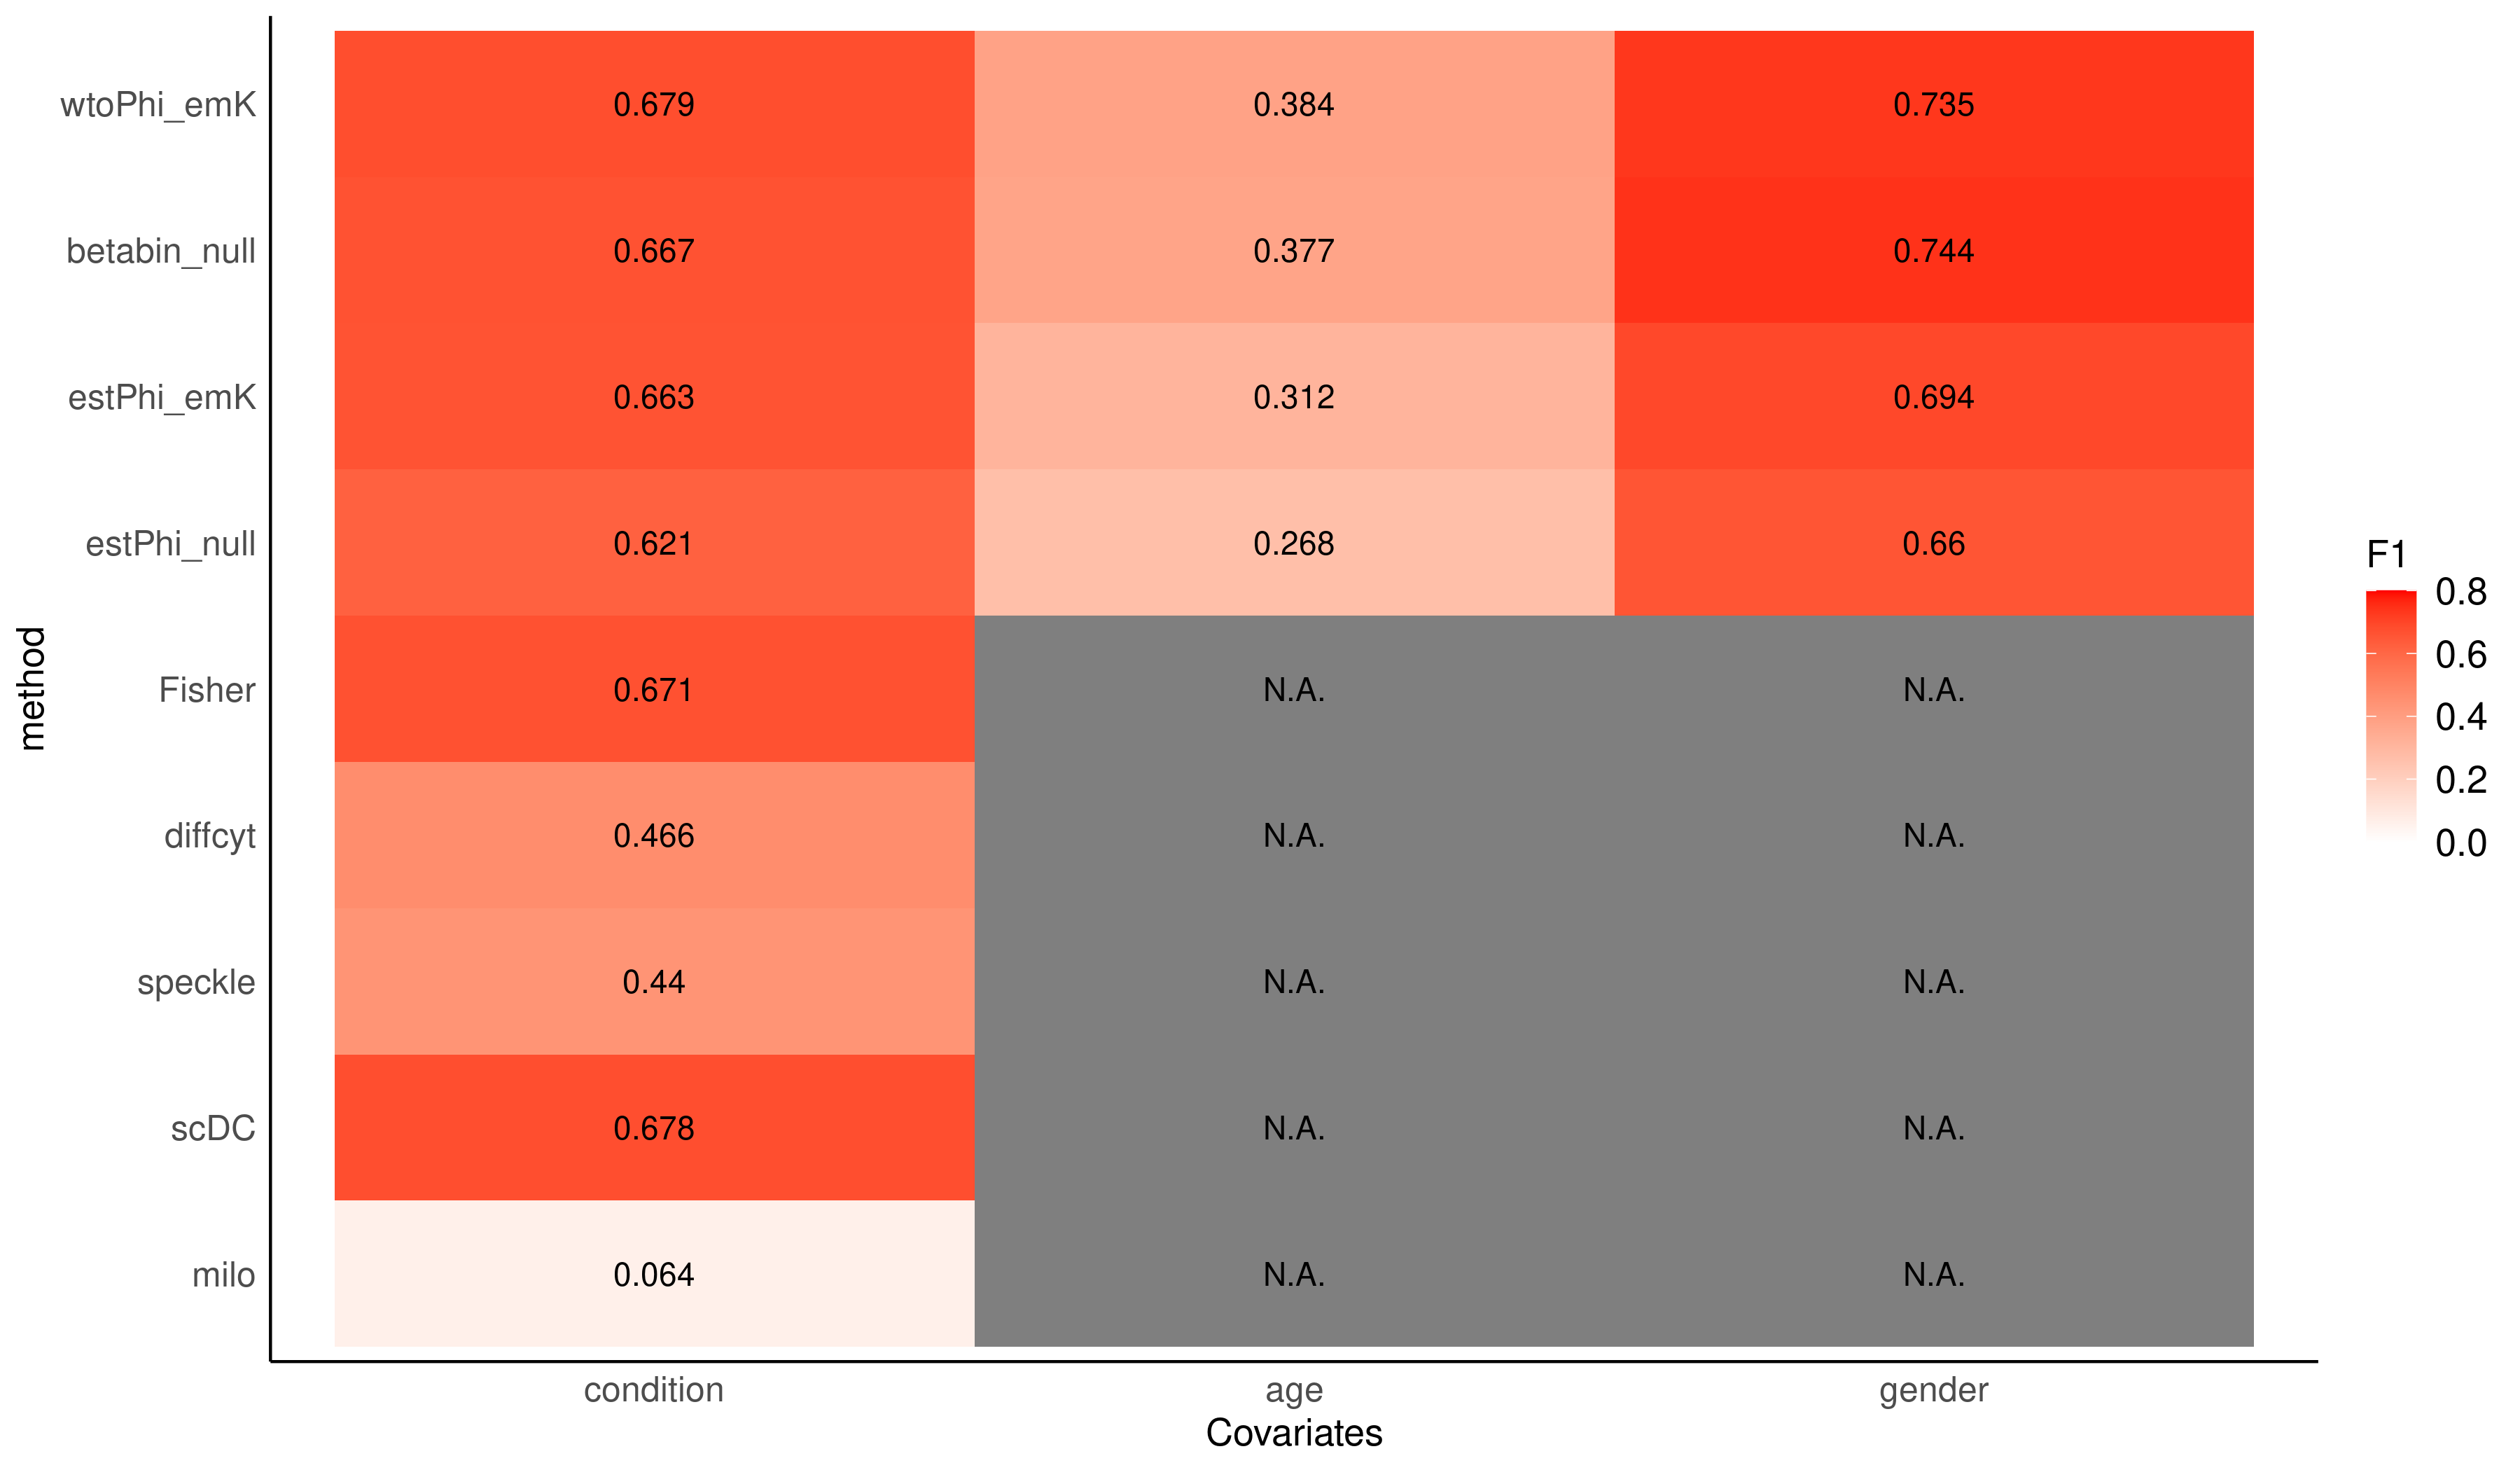 wtoPhi_emK 0.679 0.384 0.735
betabin_null 0.667 0.377 0.744
estPhi_emK 0.663 0.312 0.694
estPhi_null 0.621 0.268 0.66
Fisher 0.671 N.A. N.A.
diffcyt 0.466 N.A. N.A.
speckle 0.44 N.A. N.A.
scDC 0.678 N.A. N.A.
milo 0.064 N.A. N.A.
method
condition age gender
Covariates
F1
0.8
0.6
0.4
0.2
0.0